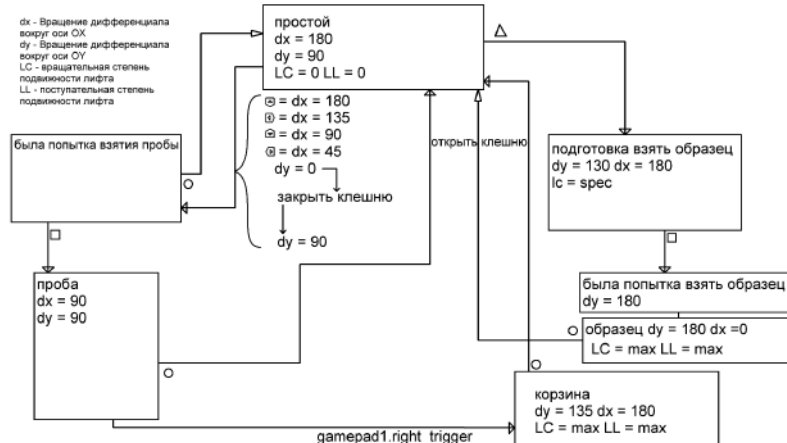 dx - Вращение дифференциала
вокруг оси OX
dy - Вращение дифференциала
вокруг оси OY
LC - вращательная степень
подвижности лифта
LL - поступательная степень
подвижности лифта
простой
dx = 180
dy = 90
LC = 0 LL = 0
= dx = 180
= dx = 135
= dx = 90
= dx = 45
dy = 0
закрыть клешню
dy = 90
была попытка взятия пробы
открыть клешню
подготовка взять образец
dy = 130 dx = 180
lc = spec
проба
dx = 90
dy = 90
была попытка взять образец
dy = 180
образец dy = 180 dx =0
LC = max LL = max
корзина
dy = 135 dx = 180
LC = max LL = max
gamepad1.right_trigger